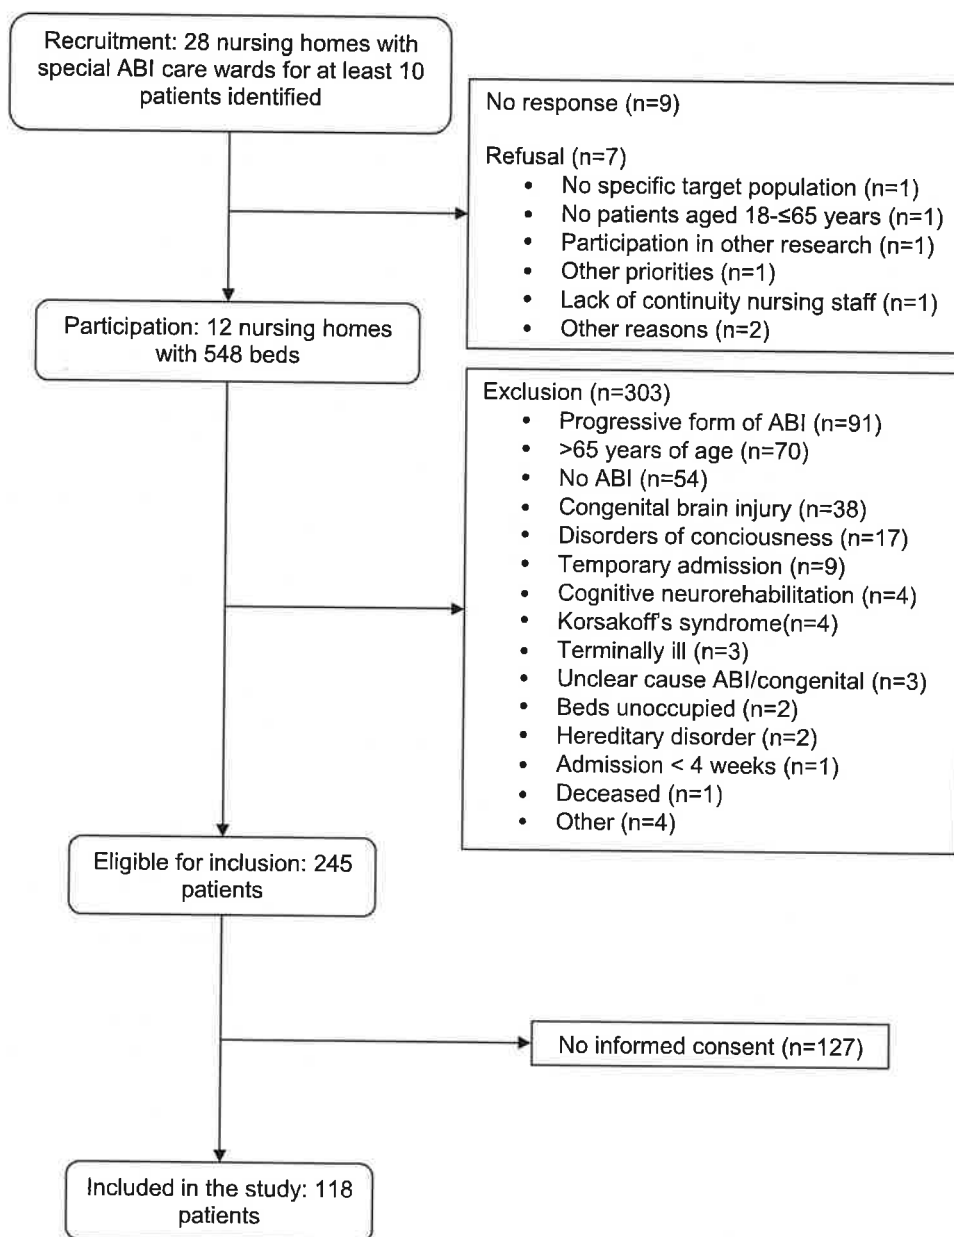 Recruitment: 28 nursing homes with
special ABI care wards for at least 10
patients identified
No response (n=9)
Refusal (n=7)
• No specific target population (n=1)
• No patients aged 18-≤65 years (n=1)
• Participation in other research (n=1)
• Other priorities (n=1)
• Lack of continuity nursing staff (n=1)
• Other reasons (n=2)
Participation: 12 nursing homes
with 548 beds
Exclusion (n=303)
• Progressive form of ABI (n=91)
• >65 years of age (n=70)
• No ABI (n=54)
• Congenital brain injury (n=38)
• Disorders of conciousness (n=17)
• Temporary admission (n=9)
• Cognitive neurorehabilitation (n=4)
• Korsakoff's syndrome(n=4)
• Terminally ill (n=3)
• Unclear cause ABI/congenital (n=3)
• Beds unoccupied (n=2)
• Hereditary disorder (n=2)
• Admission < 4 weeks (n=1)
• Deceased (n=1)
• Other (n=4)
Eligible for inclusion: 245
patients
No informed consent (n=127)
Included in the study: 118
patients